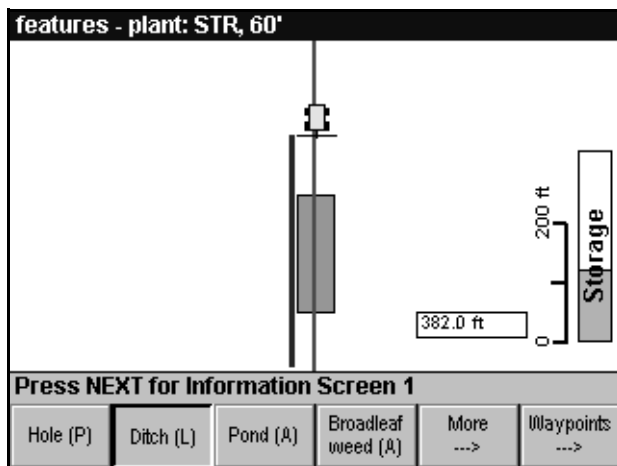 features - plant: STR, 60'
200 ft
0
Storage
382.0 ft
Press NEXT for Information Screen 1
Hole (P)
Ditch (L)
Pond (A)
Broadleaf
weed (A)
More
--->
Waypoints
--->